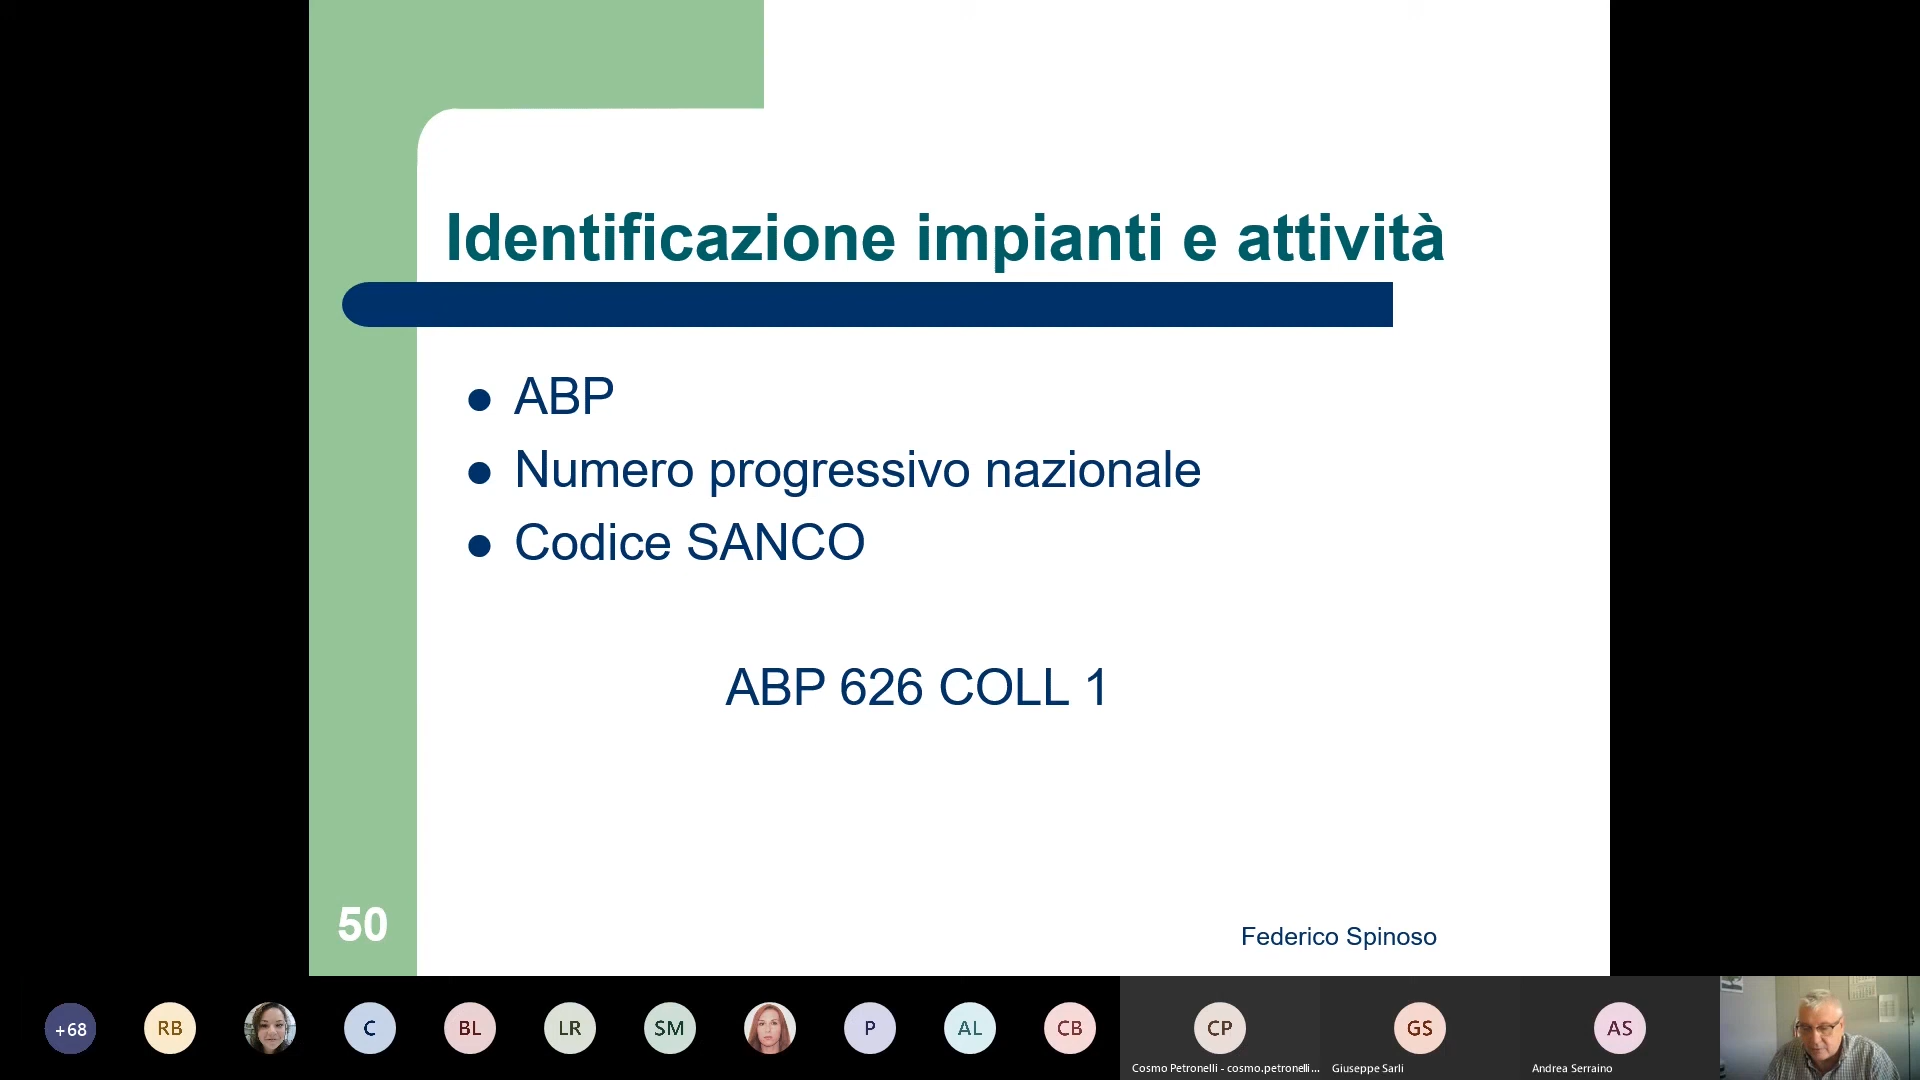 Identificazione impianti e attività
ABP
Numero progressivo nazionale
Codice SANCO
ABP 626 COLL 1
50
Federico Spinoso
+68
RB
C
BL
LR
SM
P
AL
CB
CP
GS
AS
Cosmo Petronelli - cosmo.petronelli...
Giuseppe Sarli
Andrea Serraino